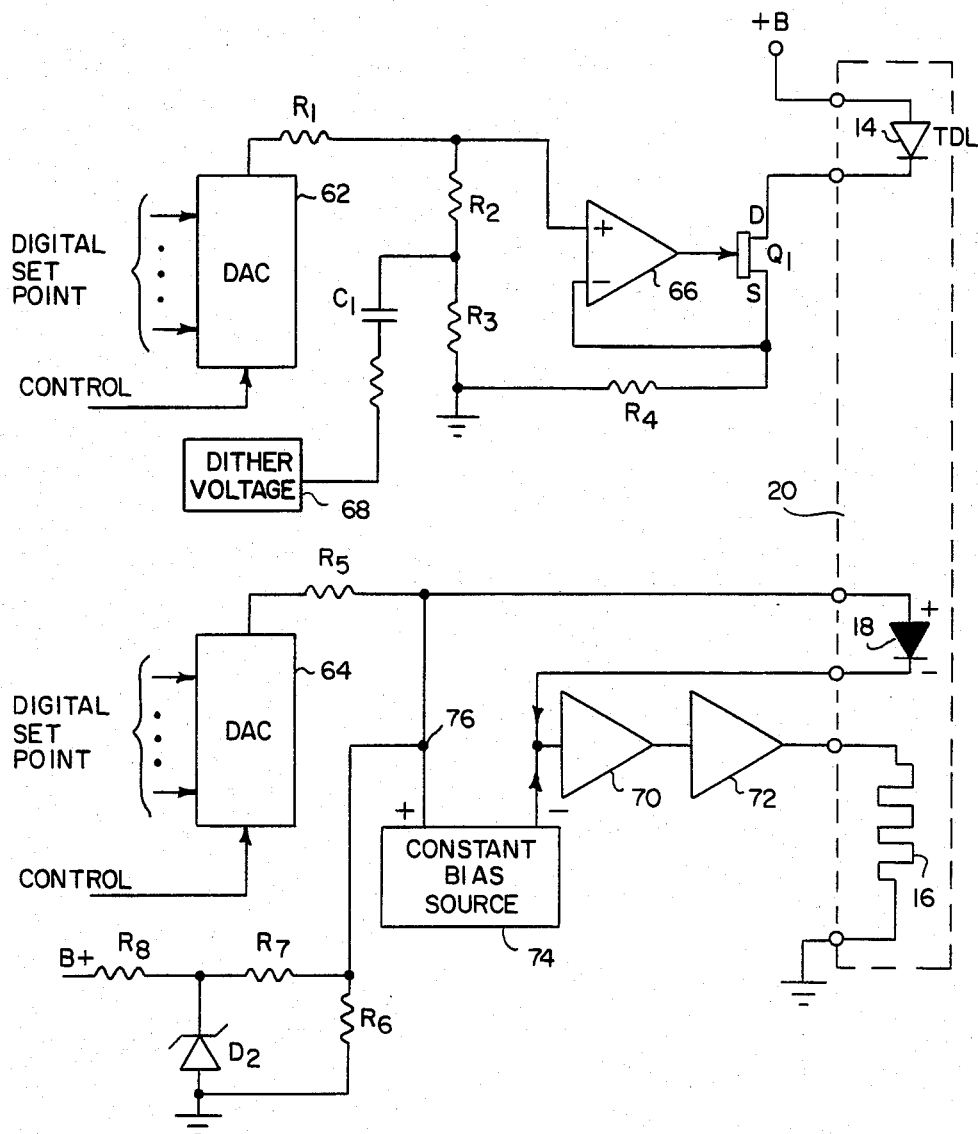 +B
R1
14
TDL
62
DIGITAL
SET
POINT
DAC
R2
+
-
66
D
Q1
S
C1
R3
CONTROL
R4
DITHER
VOLTAGE
68
20
R5
+
18
-
64
DIGITAL
SET
POINT
DAC
76
70
72
+
-
CONSTANT
BIAS
SOURCE
74
16
CONTROL
B+
R8
R7
R6
D2